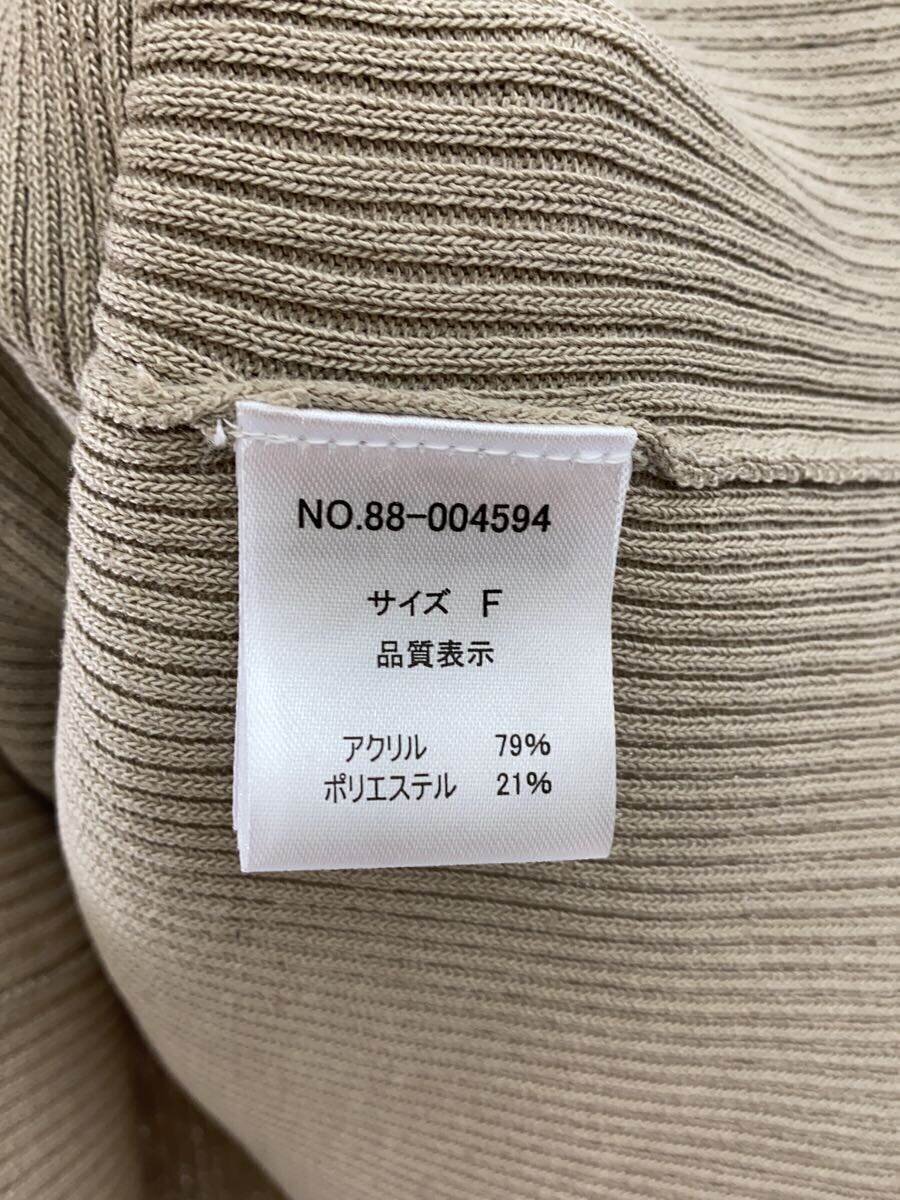 NO.88-004594
サイズ F
品質表示
アクリル 79%
ポリエステル 21%